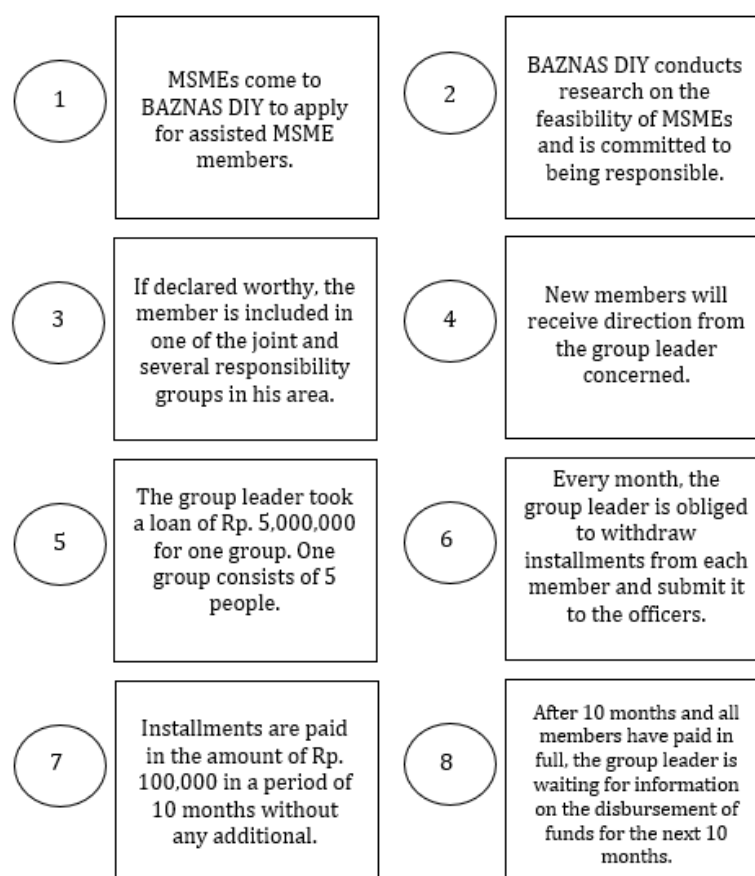 1
MSMEs come to
BAZNAS DIY to apply
for assisted MSME
members.
2
BAZNAS DIY conducts
research on the
feasibility of MSMEs
and is committed to
being responsible.
3
If declared worthy, the
member is included in
one of the joint and
several responsibility
groups in his area.
4
New members will
receive direction from
the group leader
concerned.
5
The group leader took
a loan of Rp. 5,000,000
for one group. One
group consists of 5
people.
6
Every month, the
group leader is obliged
to withdraw
installments from each
member and submit it
to the officers.
7
Installments are paid
in the amount of Rp.
100,000 in a period of
10 months without
any additional.
8
After 10 months and all
members have paid in
full, the group leader is
waiting for information
on the disbursement of
funds for the next 10
months.